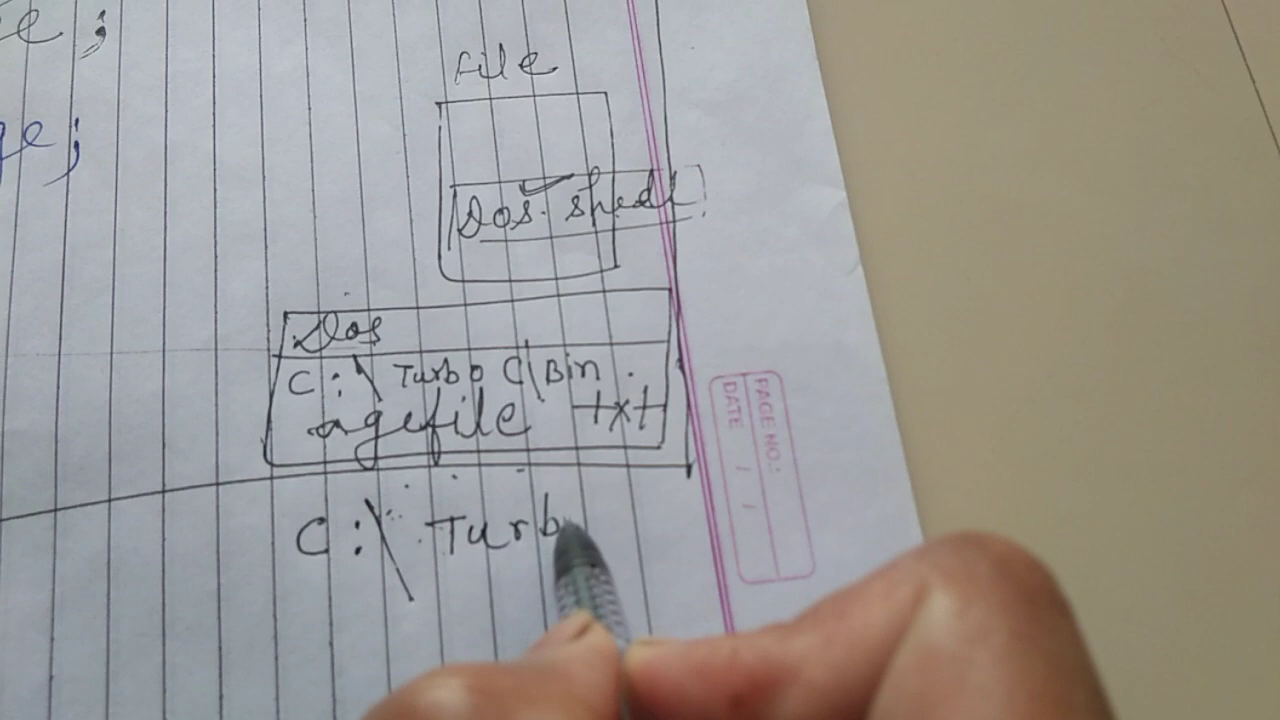 File
Dos shell
Dos
C:\ Turbo C\Bin
agefile txt
C:\ Turb
PAGE NO.:
DATE / /